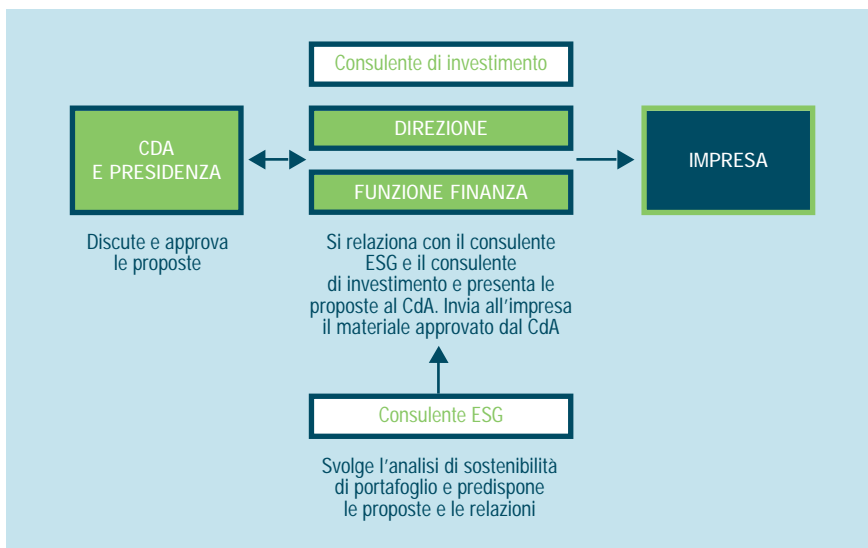 Consulente di investimento
CDA
E PRESIDENZA
DIREZIONE
FUNZIONE FINANZA
IMPRESA
Discute e approva
le proposte
Si relaziona con il consulente
ESG e il consulente
di investimento e presenta le
proposte al CdA. Invia all'impresa
il materiale approvato dal CdA
Consulente ESG
Svolge l'analisi di sostenibilità
di portafoglio e predispone
le proposte e le relazioni